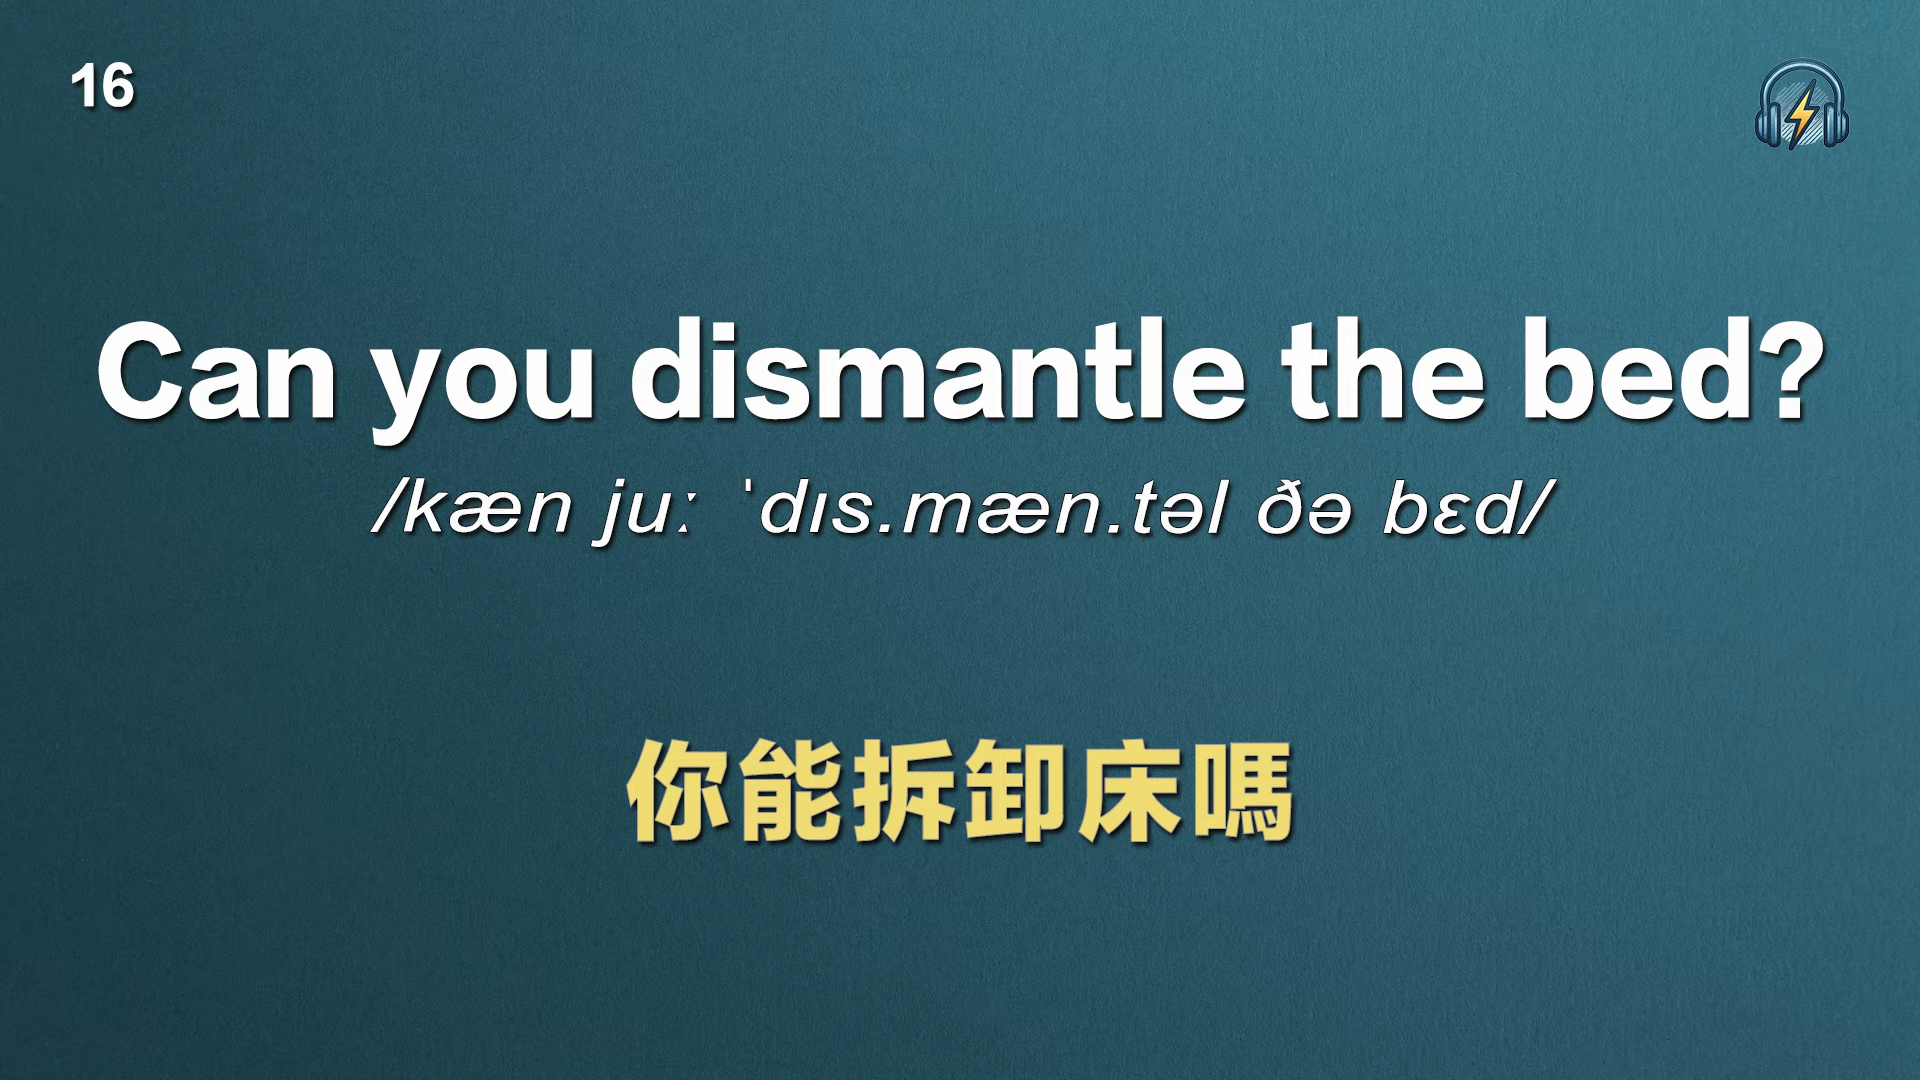 16
Can you dismantle the bed?
/kæn juː ˈdɪs.mæn.təl ðə bɛd/
你能拆卸床嗎